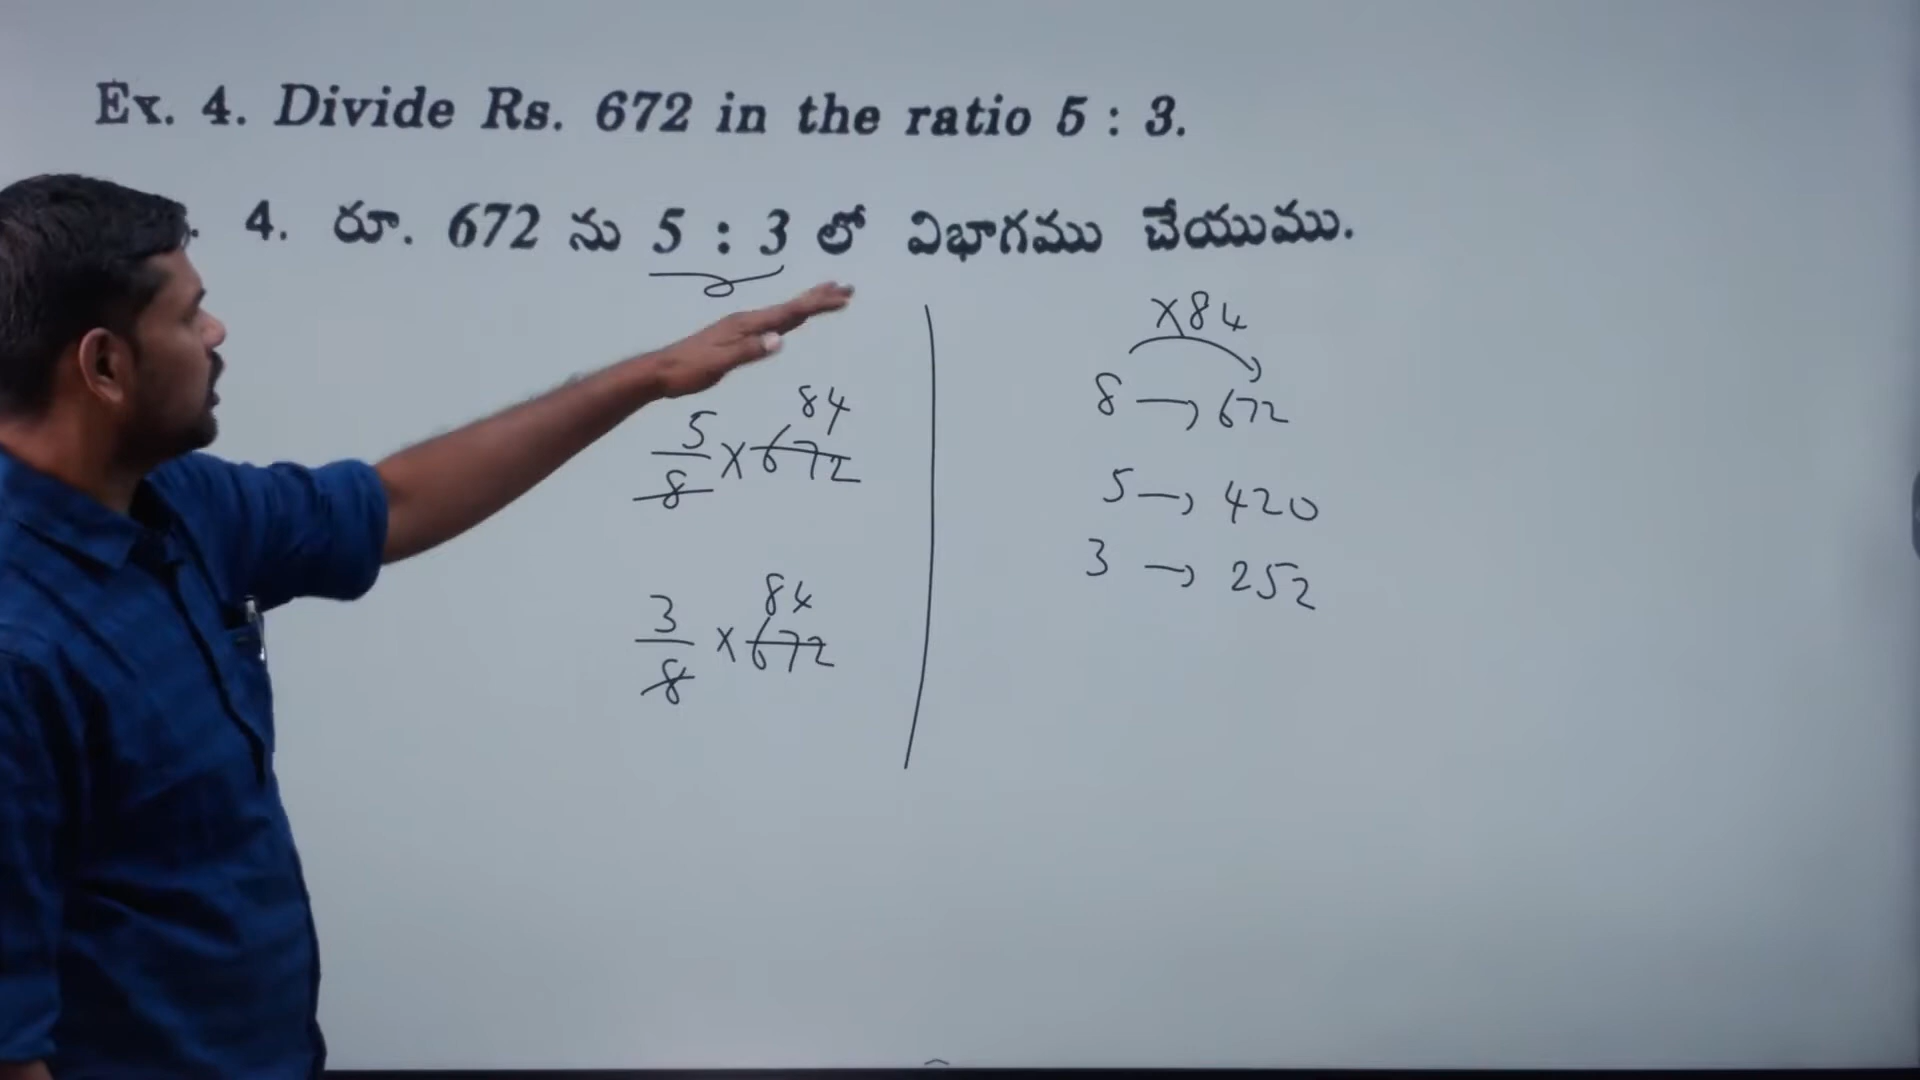 Ex. 4. Divide Rs. 672 in the ratio 5 : 3.
. 4. రూ. 672 ను 5 : 3 లో విభాగము చేయుము.
84
5/8 × 672
84
3/8 × 672
×84
8 → 672
5 → 420
3 → 252